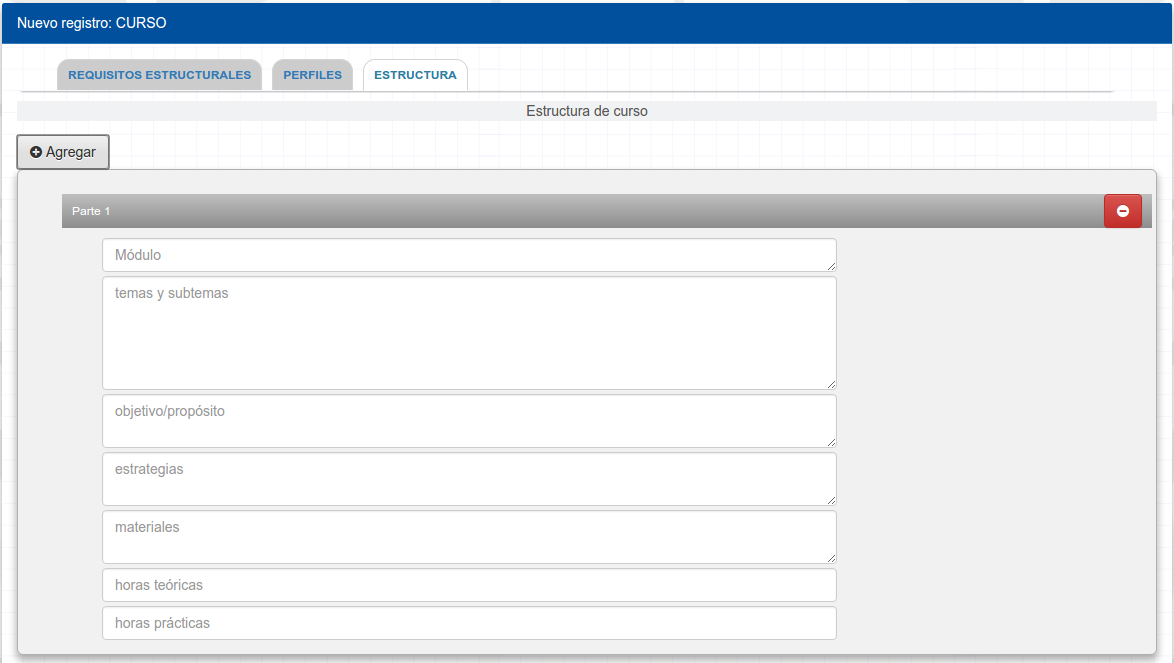 Nuevo registro: CURSO
REQUISITOS ESTRUCTURALES PERFILES ESTRUCTURA
Estructura de curso
Agregar
Parte 1
Módulo
temas y subtemas
objetivo/propósito
estrategias
materiales
horas teóricas
horas prácticas